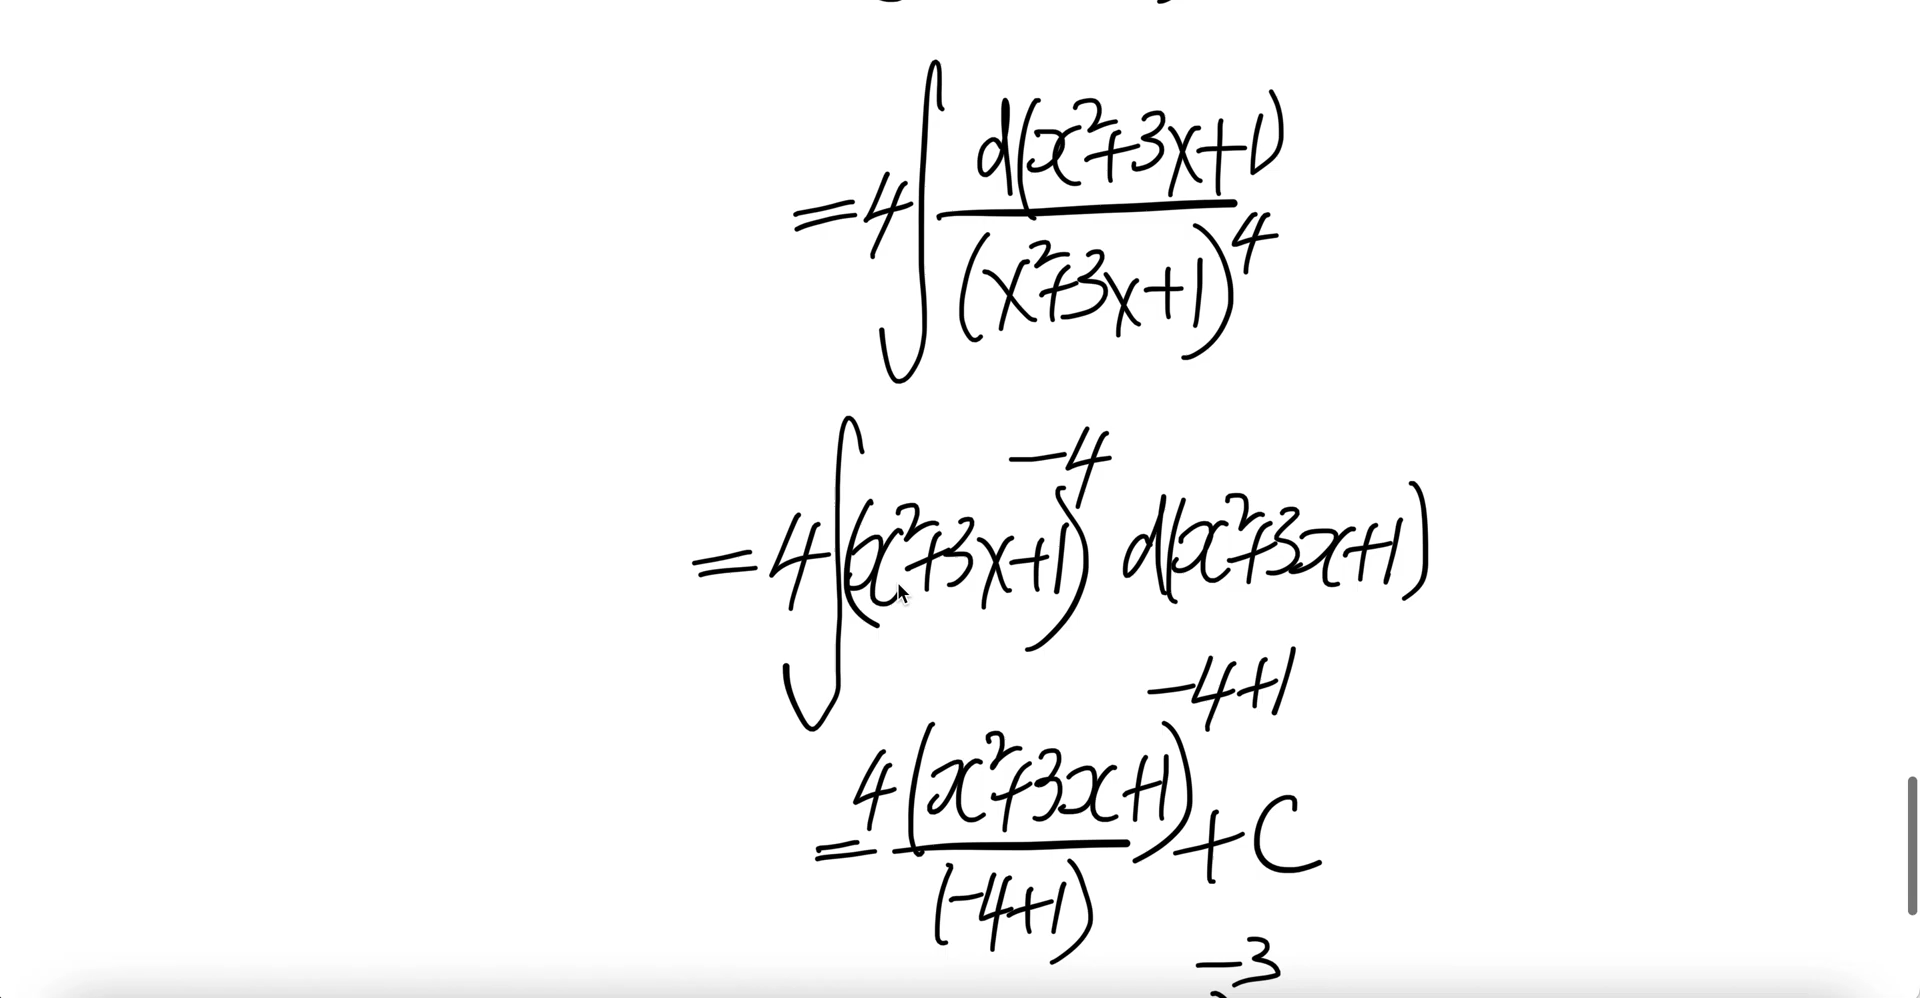 =4∫ d(x²+3x+1) / (x²+3x+1)⁴
=4∫(x²+3x+1)⁻⁴ d(x²+3x+1)
= 4(x²+3x+1)⁻⁴⁺¹ / (-4+1) + C
-3